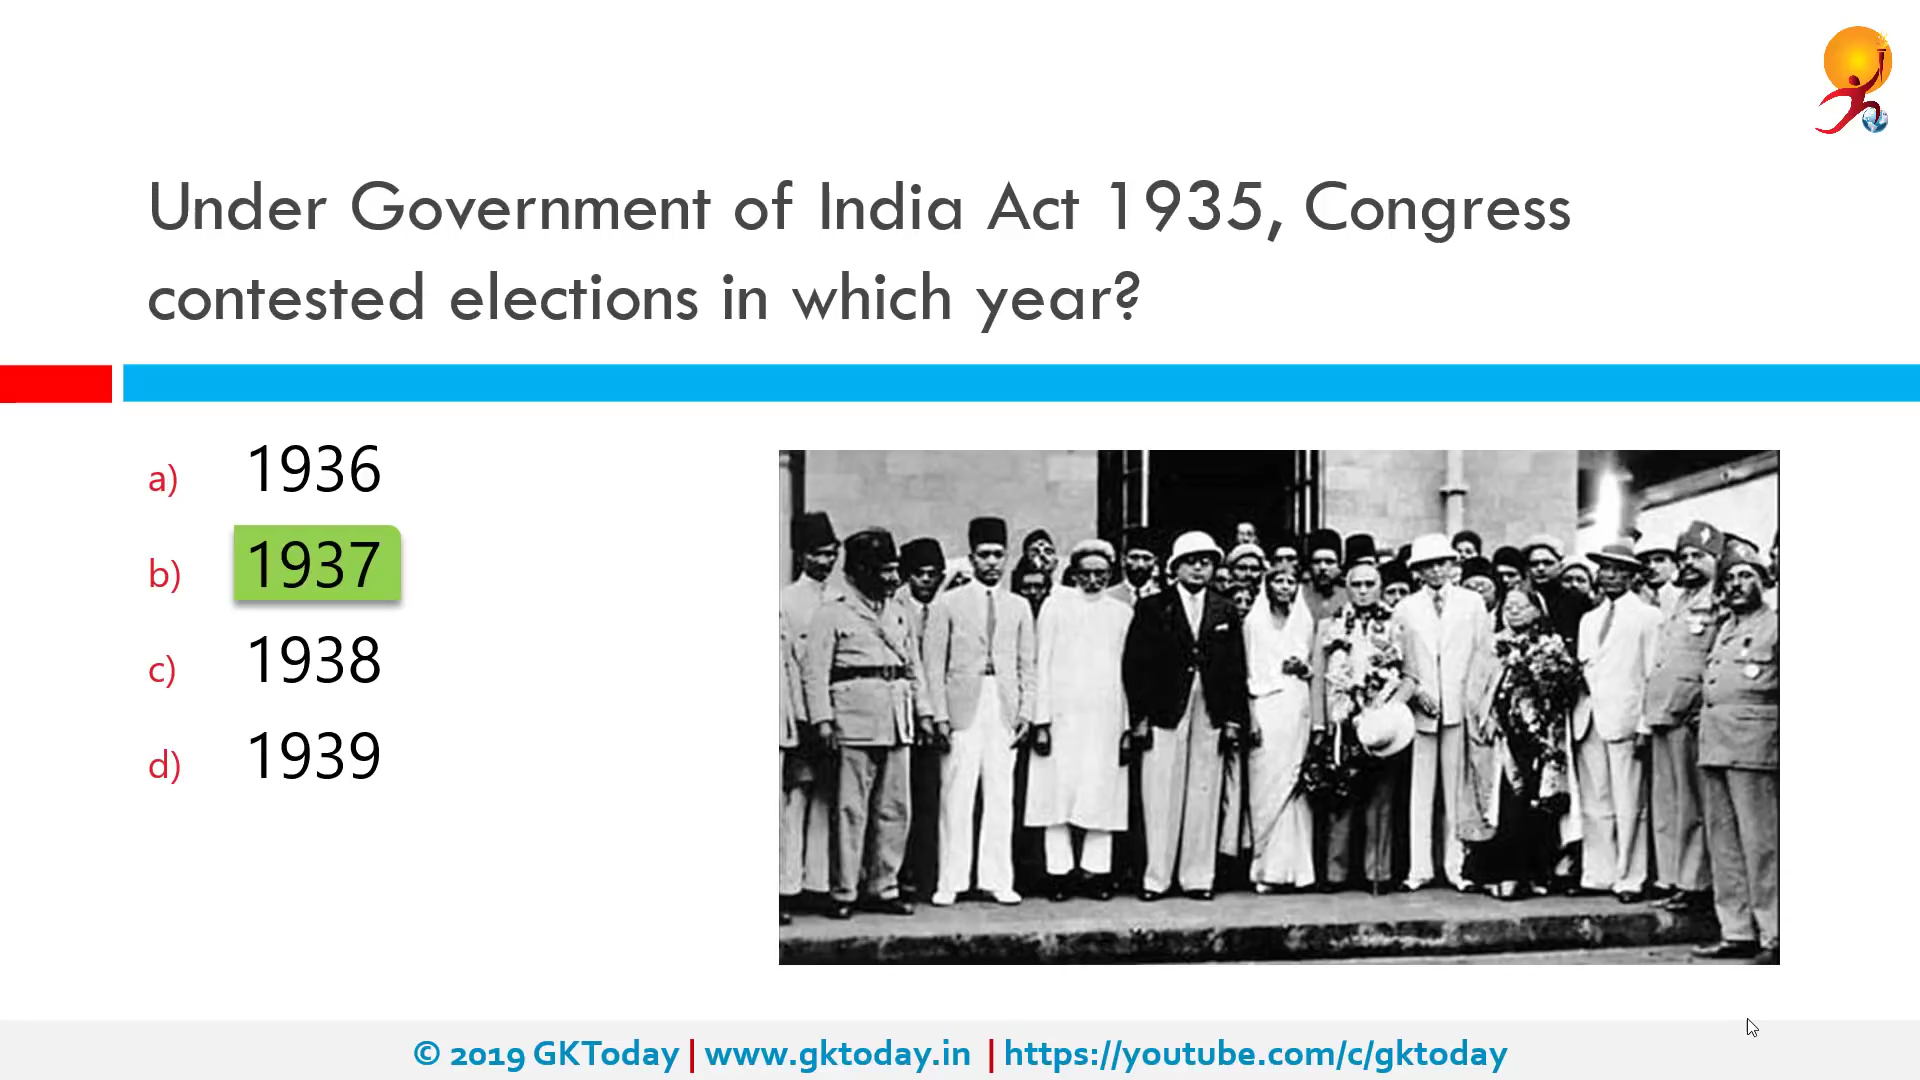 Under Government of India Act 1935, Congress
contested elections in which year?
a) 1936
b) 1937
c) 1938
d) 1939
© 2019 GKToday | www.gktoday.in | https://youtube.com/c/gktoday